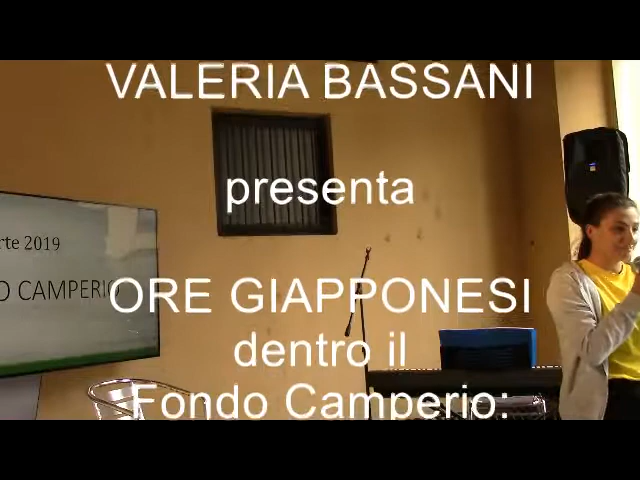 VALERIA BASSANI
presenta
rte 2019
O CAMPERIO
ORE GIAPPONESI
dentro il
Fondo Camperio: